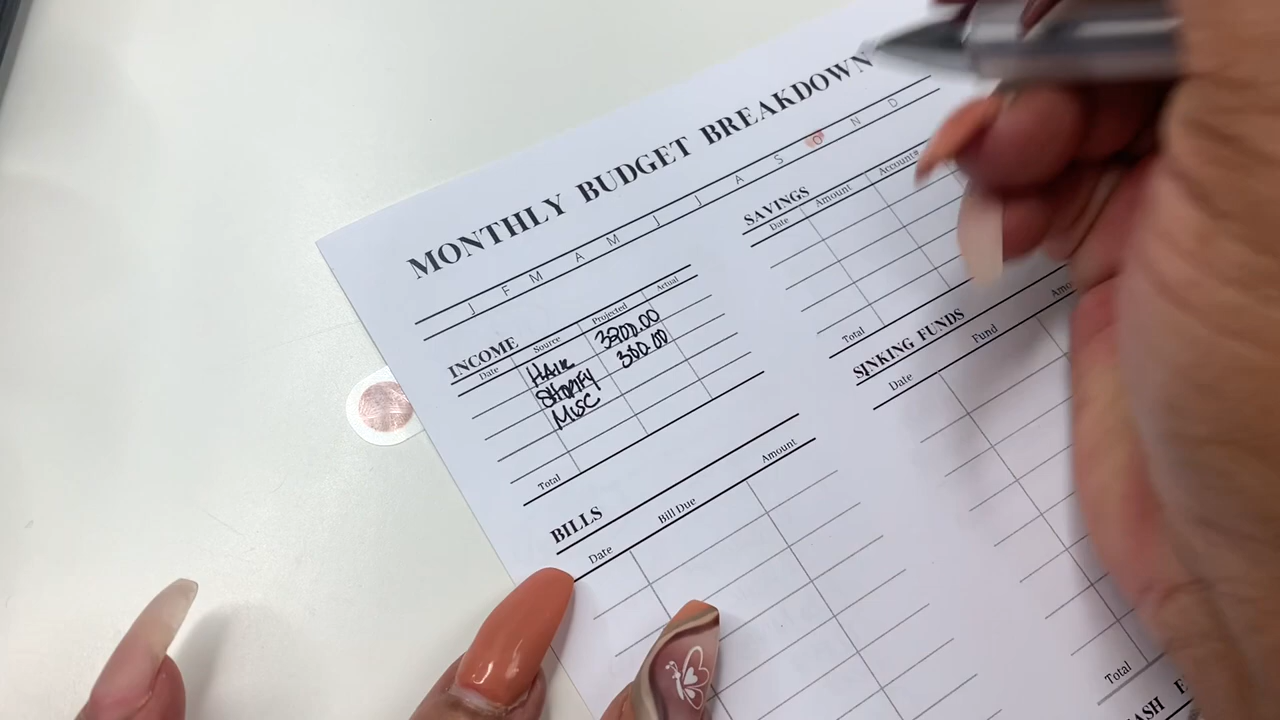 MONTHLY BUDGET BREAKDOWN
J F M A M J J A S O N D
INCOME
Date Source Projected Actual
HAIR 3900.00
SHOPIFY 300.00
MISC
Total
SAVINGS
Date Amount Account#
Total
SINKING FUNDS
Date Fund
Total
BILLS
Date Bill Due Amount